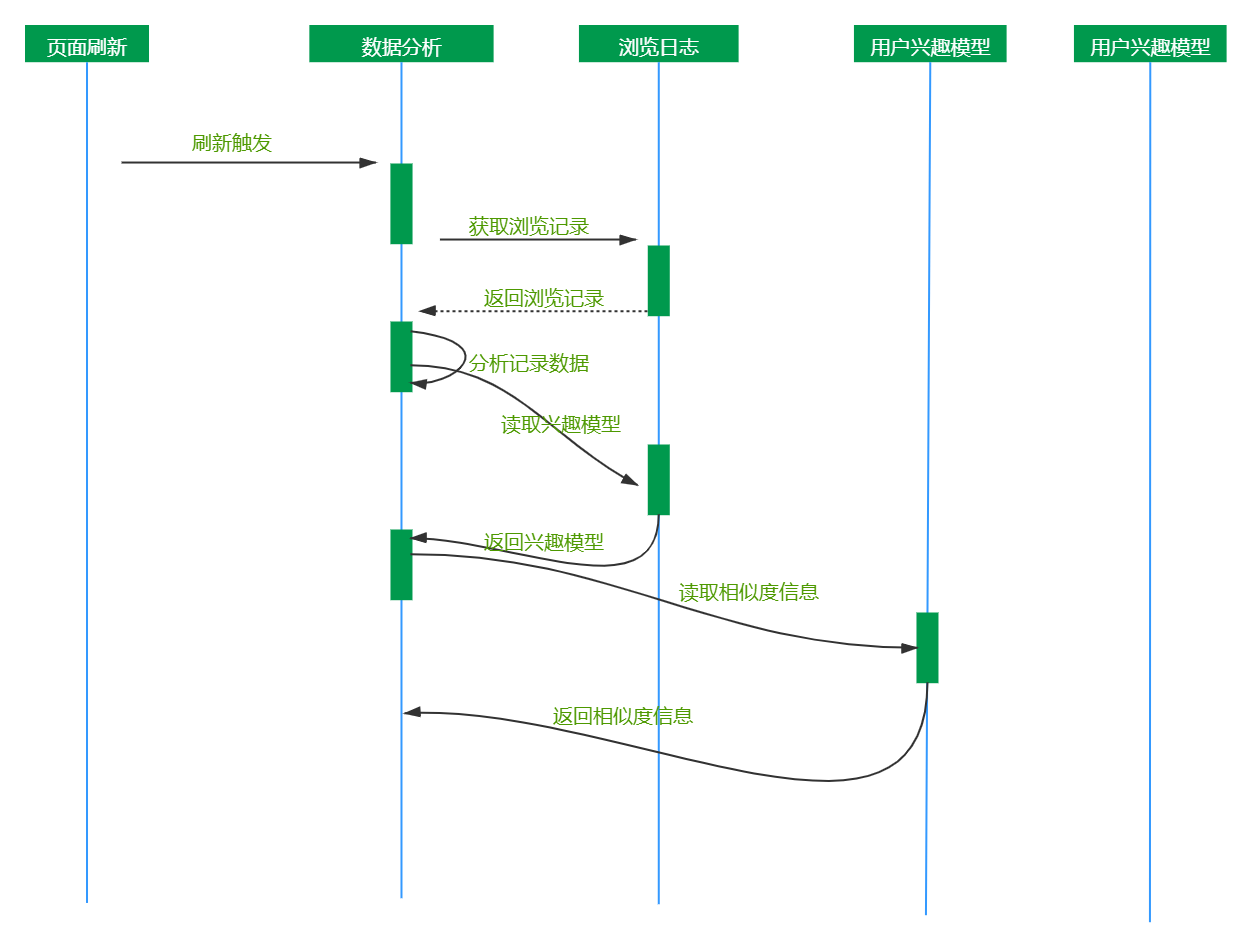 页面刷新
数据分析
浏览日志
用户兴趣模型
用户兴趣模型
刷新触发
获取浏览记录
返回浏览记录
分析记录数据
读取兴趣模型
返回兴趣模型
读取相似度信息
返回相似度信息